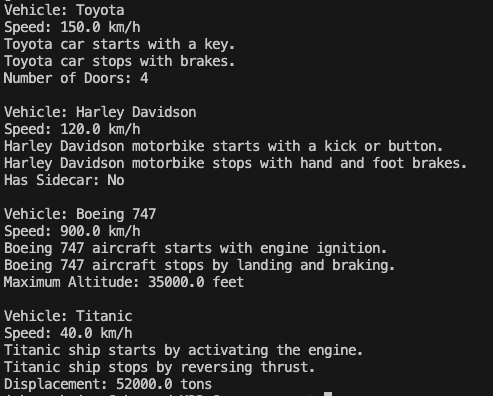 Vehicle: Toyota
Speed: 150.0 km/h
Toyota car starts with a key.
Toyota car stops with brakes.
Number of Doors: 4
Vehicle: Harley Davidson
Speed: 120.0 km/h
Harley Davidson motorbike starts with a kick or button.
Harley Davidson motorbike stops with hand and foot brakes.
Has Sidecar: No
Vehicle: Boeing 747
Speed: 900.0 km/h
Boeing 747 aircraft starts with engine ignition.
Boeing 747 aircraft stops by landing and braking.
Maximum Altitude: 35000.0 feet
Vehicle: Titanic
Speed: 40.0 km/h
Titanic ship starts by activating the engine.
Titanic ship stops by reversing thrust.
Displacement: 52000.0 tons